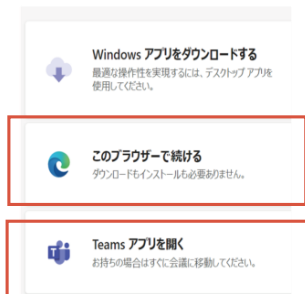 Windows アプリをダウンロードする
最適な操作性を実現するには、デスクトップ アプリを
使用してください。
このブラウザーで続ける
ダウンロードもインストールも必要ありません。
Teams アプリを開く
お持ちの場合はすぐに会議に移動してください。